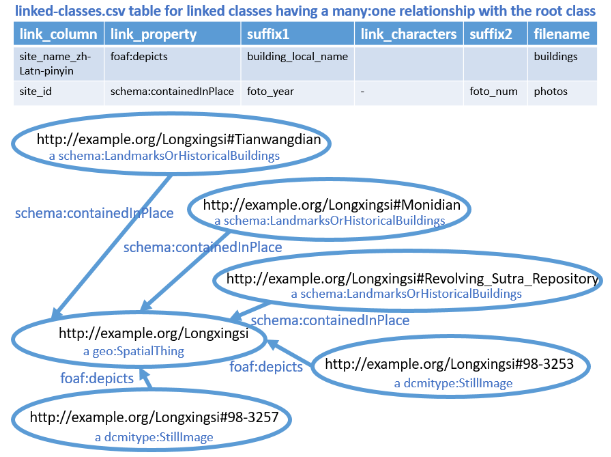 linked-classes.csv table for linked classes having a many:one relationship with the root class
link_column link_property suffix1 link_characters suffix2 filename
site_name_zh- foaf:depicts building_local_name buildings
Latn-pinyin
site_id schema:containedInPlace foto_year - foto_num photos
http://example.org/Longxingsi#Tianwangdian
a schema:LandmarksOrHistoricalBuildings
http://example.org/Longxingsi#Monidian
schema:containedInPlace
a schema:LandmarksOrHistoricalBuildings
schema:containedInPlace
http://example.org/Longxingsi#Revolving_Sutra_Repository
a schema:LandmarksOrHistoricalBuildings
schema:containedInPlace
http://example.org/Longxingsi
a geo:SpatialThing
foaf:depicts
http://example.org/Longxingsi#98-3253
foaf:depicts
a dcmitype:StillImage
http://example.org/Longxingsi#98-3257
a dcmitype:StillImage